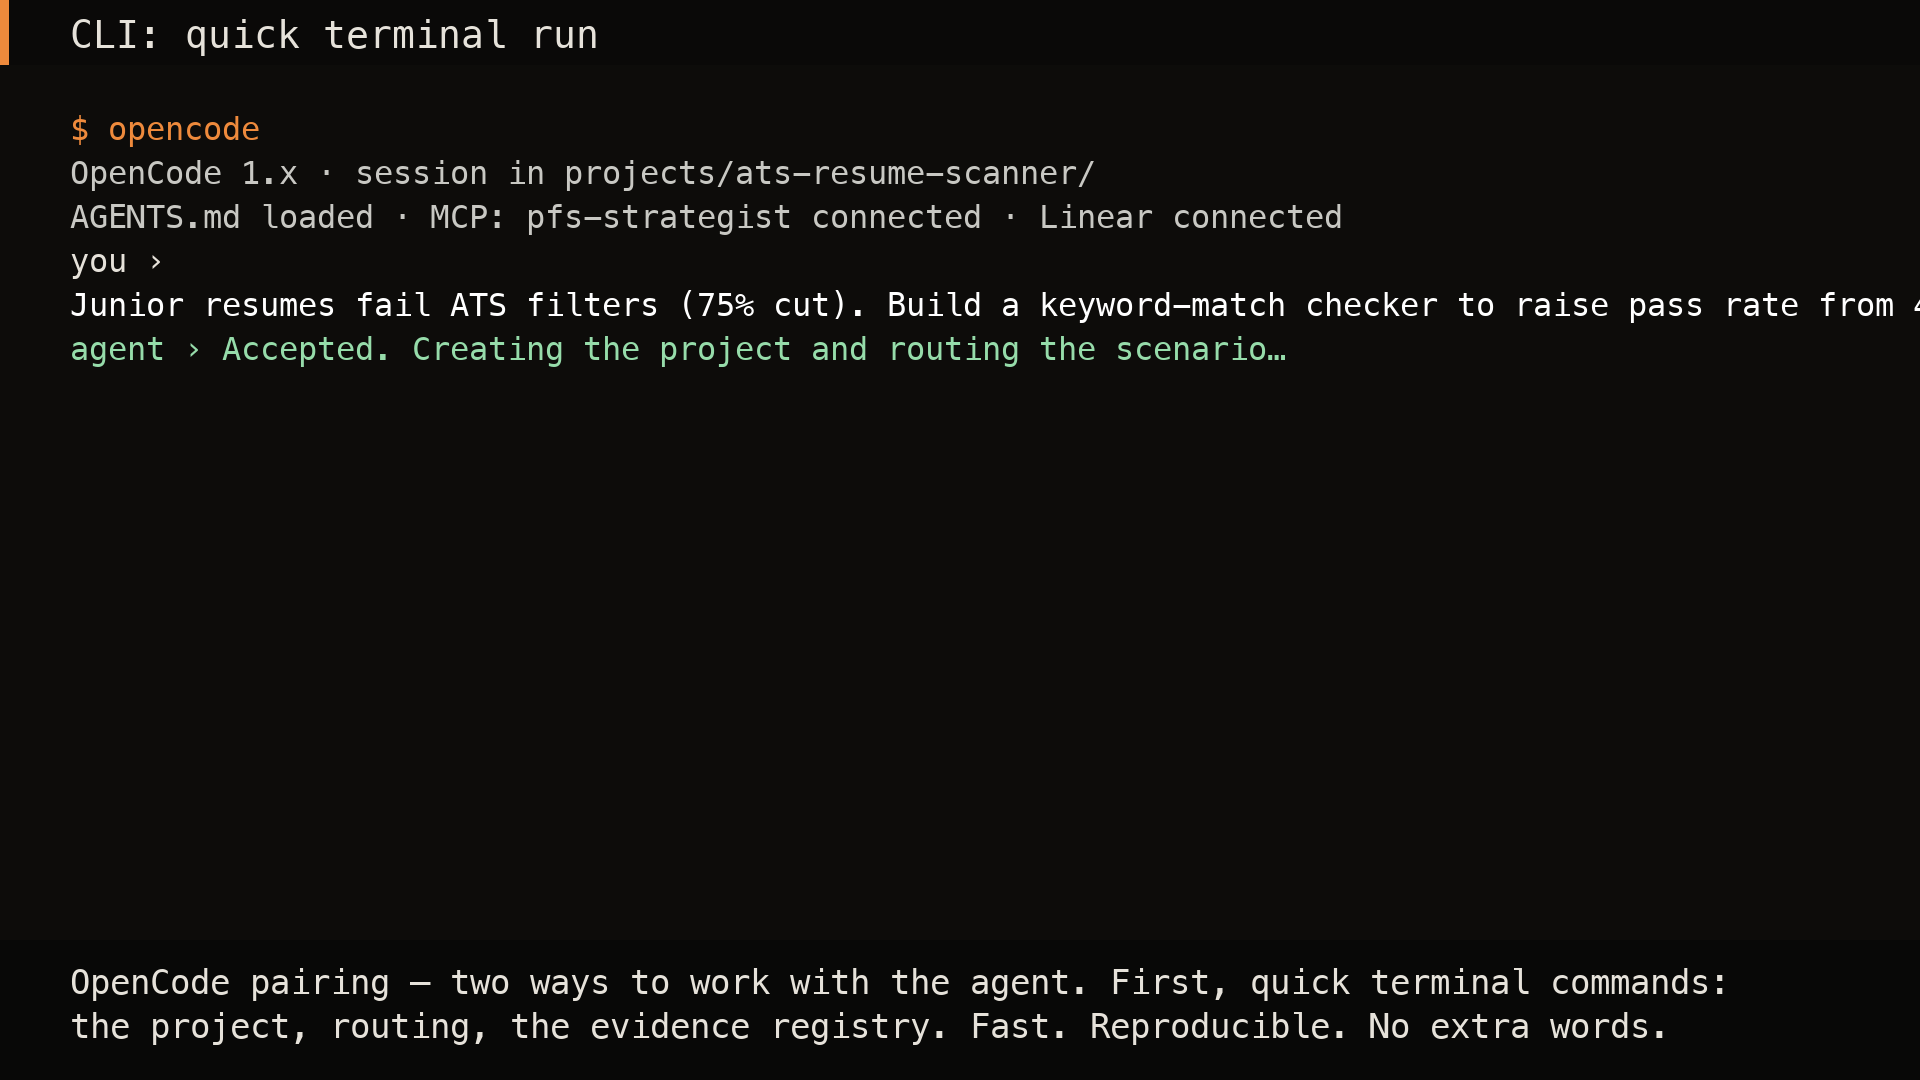 CLI: quick terminal run
$ opencode
OpenCode 1.x · session in projects/ats-resume-scanner/
AGENTS.md loaded · MCP: pfs-strategist connected · Linear connected
you ›
Junior resumes fail ATS filters (75% cut). Build a keyword-match checker to raise pass rate from
agent › Accepted. Creating the project and routing the scenario…
OpenCode pairing — two ways to work with the agent. First, quick terminal commands:
the project, routing, the evidence registry. Fast. Reproducible. No extra words.